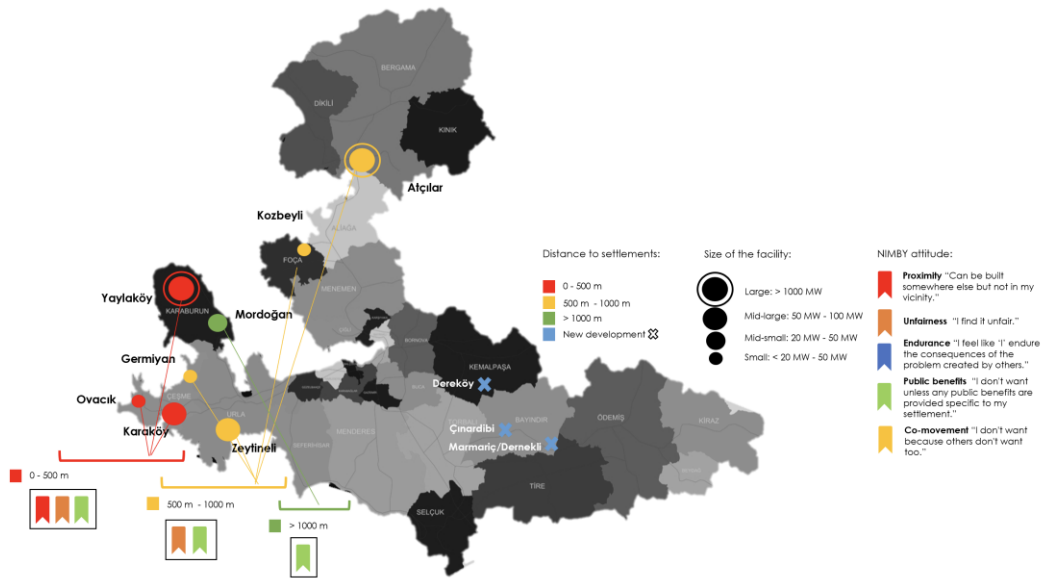 BERGAMA
DİKİLİ
KINIK
Atçılar
Kozbeyli
ALİAĞA
FOÇA
MENEMEN
Yaylaköy
KARABURUN
Mordoğan
Germiyan
BORNOVA
KEMALPAŞA
Dereköy
Ovacık
ÇEŞME
URLA
Karaköy
Zeytineli
SEFERİHİSAR
MENDERES
BUCA
Çınardibi
BAYINDIR
Marmariç/Dernekli
ÖDEMİŞ
KİRAZ
TİRE
SELÇUK
0 - 500 m
500 m - 1000 m
> 1000 m
Distance to settlements:
0 - 500 m
500 m - 1000 m
> 1000 m
New development
Size of the facility:
Large: > 1000 MW
Mid-large: 50 MW - 100 MW
Mid-small: 20 MW - 50 MW
Small: < 20 MW - 50 MW
NIMBY attitude:
Proximity "Can be built
somewhere else but not in my
vicinity."
Unfairness "I find it unfair."
Endurance "I feel like 'I' endure
the consequences of the
problem created by others."
Public benefits "I don't want
unless any public benefits are
provided specific to my
settlement."
Co-movement "I don't want
because others don't want
too."